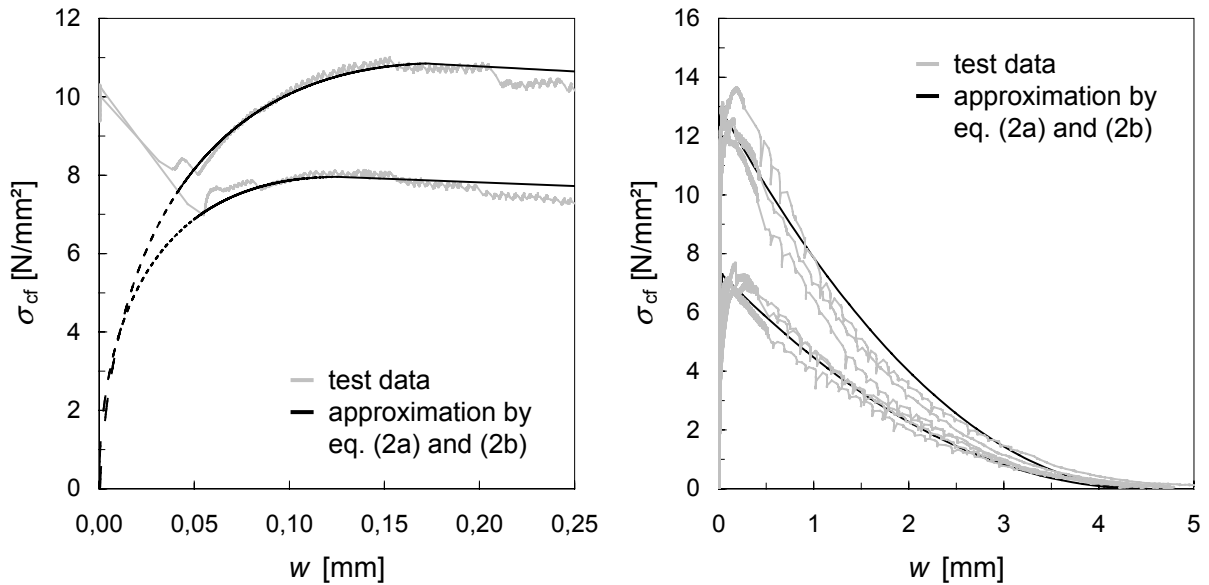 12
10
8
6
4
2
0
σcf [N/mm²]
0,00 0,05 0,10 0,15 0,20 0,25
w [mm]
test data
approximation by
eq. (2a) and (2b)
16
14
12
10
8
6
4
2
0
σcf [N/mm²]
0 1 2 3 4 5
w [mm]
test data
approximation by
eq. (2a) and (2b)